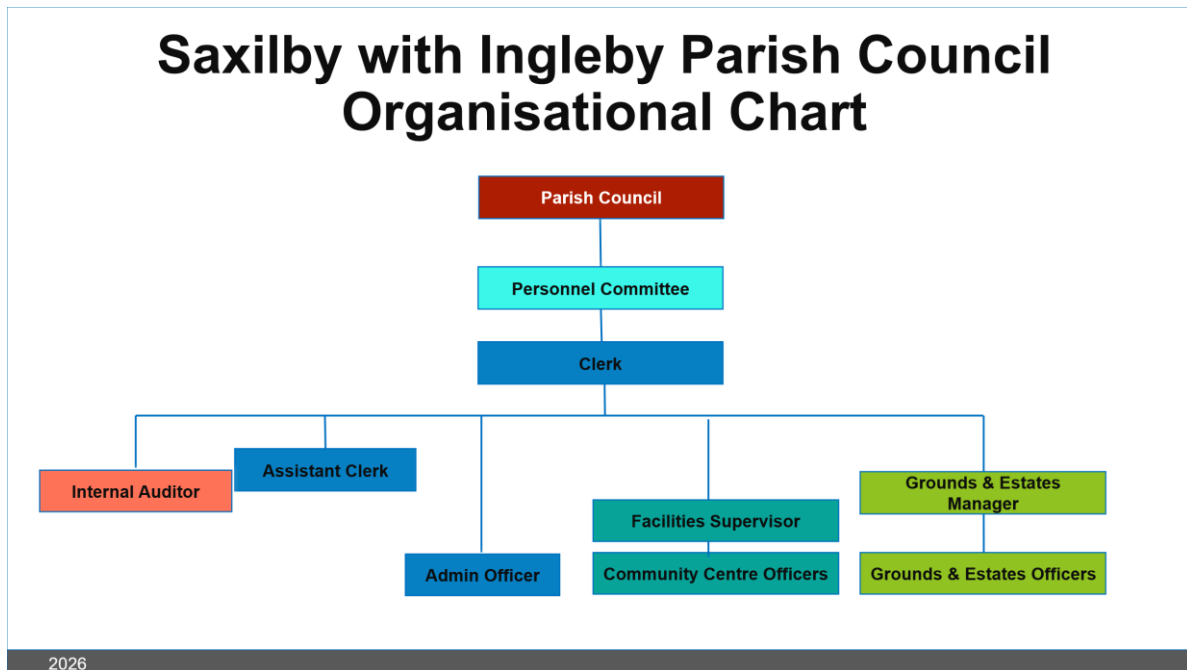 Saxilby with Ingleby Parish Council
Organisational Chart
Parish Council
Personnel Committee
Clerk
Internal Auditor
Assistant Clerk
Admin Officer
Facilities Supervisor
Community Centre Officers
Grounds & Estates
Manager
Grounds & Estates Officers
2026